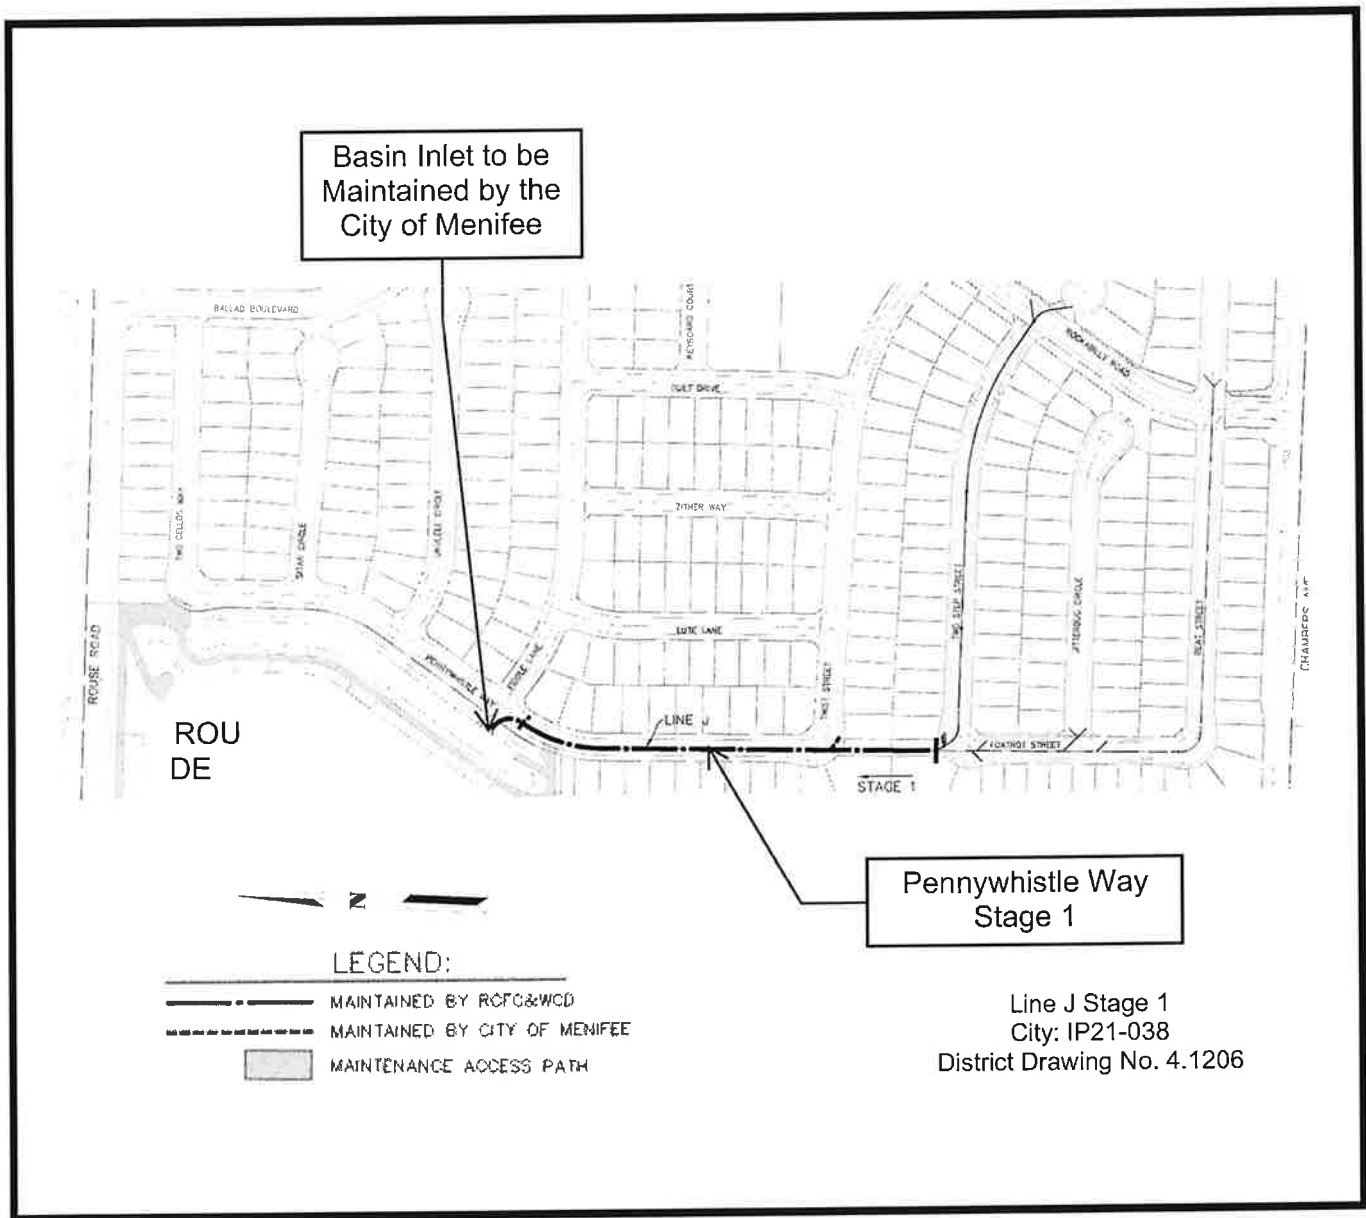 Basin Inlet to be
Maintained by the
City of Menifee
BALLAD BOULEVARD
KEYBOARD COURT
ROCKABILLY ROAD
DUET DRIVE
ZITHER WAY
TWO CELLOS WAY
SITAR CIRCLE
UKULELE CIRCLE
TWO STEP STREET
JITTERBUG CIRCLE
BEAT STREET
CHAMBERS AVE
ROUSE ROAD
LUTE LANE
PENNYWHISTLE WAY
FIDDLE LANE
TWIST STREET
LINE J
FOXTROT STREET
ROU
DE
STAGE 1
Pennywhistle Way
Stage 1
N
LEGEND:
MAINTAINED BY RCFC&WCD
MAINTAINED BY CITY OF MENIFEE
MAINTENANCE ACCESS PATH
Line J Stage 1
City: IP21-038
District Drawing No. 4.1206